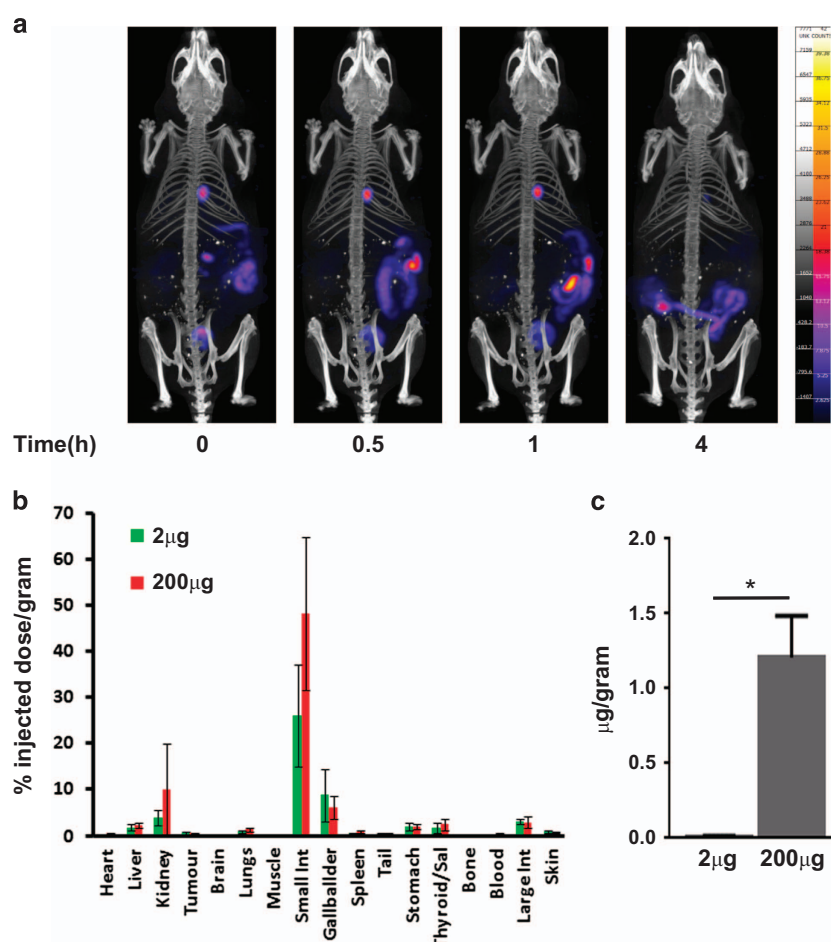 a
UNK COUNTS
Time(h) 0 0.5 1 4
b
70
60
50
40
30
20
10
0
% injected dose/gram
2μg
200μg
Heart
Liver
Kidney
Tumour
Brain
Lungs
Muscle
Small Int
Gallballder
Spleen
Tail
Stomach
Thyroid/Sal
Bone
Blood
Large Int
Skin
c
2.0
1.5
1.0
0.5
0.0
μg/gram
*
2μg 200μg